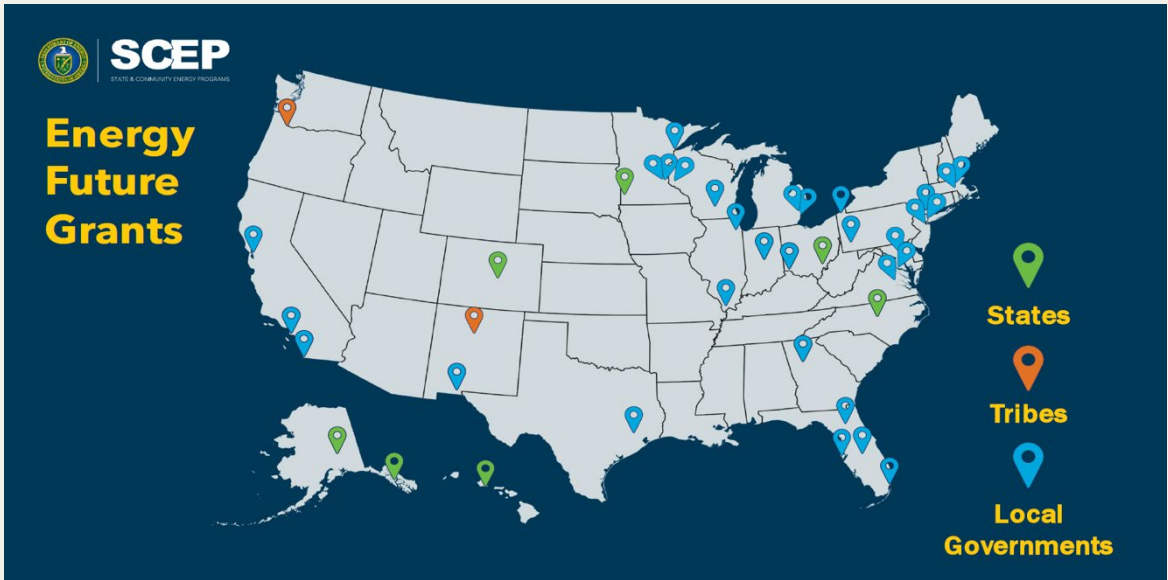 SCEP
STATE & COMMUNITY ENERGY PROGRAMS
Energy
Future
Grants
States
Tribes
Local
Governments